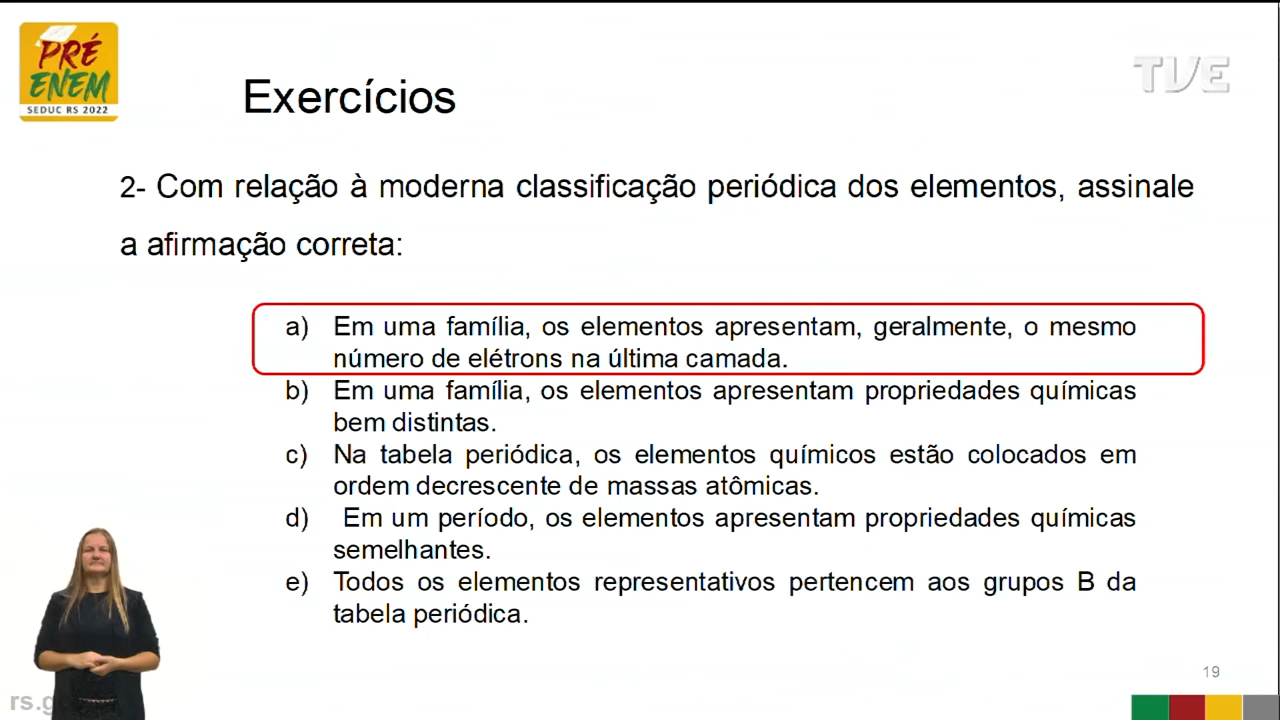 PRÉ
ENEM
SEDUC RS 2022
TVE
Exercícios
2- Com relação à moderna classificação periódica dos elementos, assinale
a afirmação correta:
a) Em uma família, os elementos apresentam, geralmente, o mesmo
número de elétrons na última camada.
b) Em uma família, os elementos apresentam propriedades químicas
bem distintas.
c) Na tabela periódica, os elementos químicos estão colocados em
ordem decrescente de massas atômicas.
d) Em um período, os elementos apresentam propriedades químicas
semelhantes.
e) Todos os elementos representativos pertencem aos grupos B da
tabela periódica.
19
rs.g